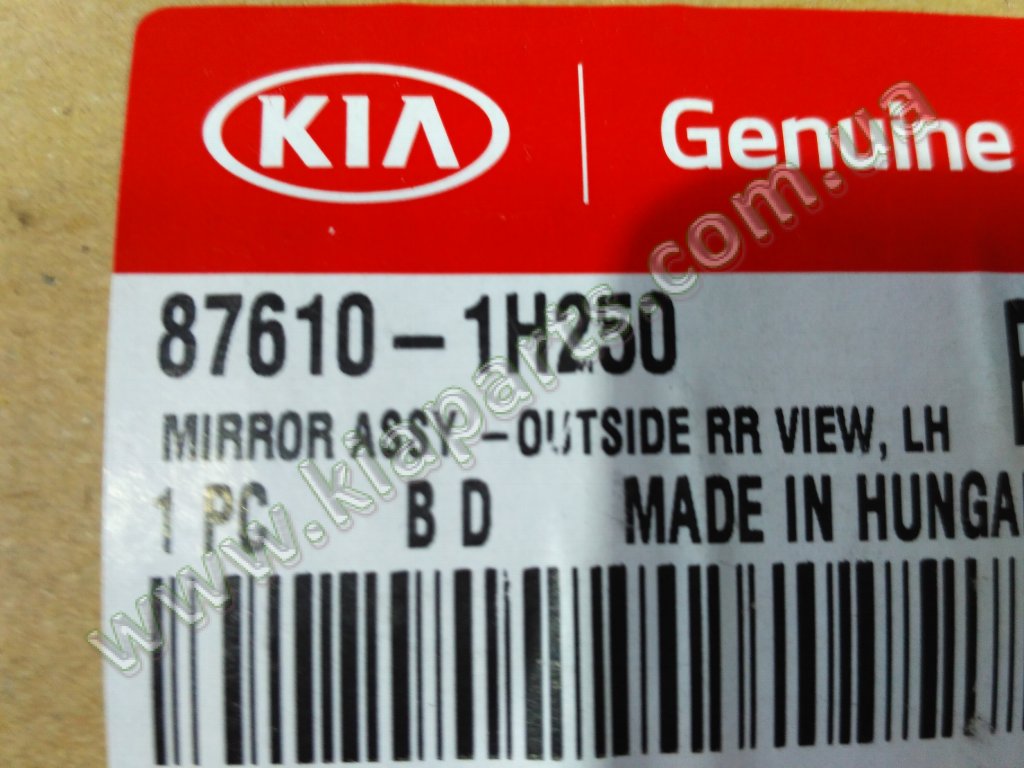 KIA Genuine
87610-1H250
MIRROR ASSY-OUTSIDE RR VIEW, LH
1 PC B D MADE IN HUNGA
www.kiaparts.com.ua